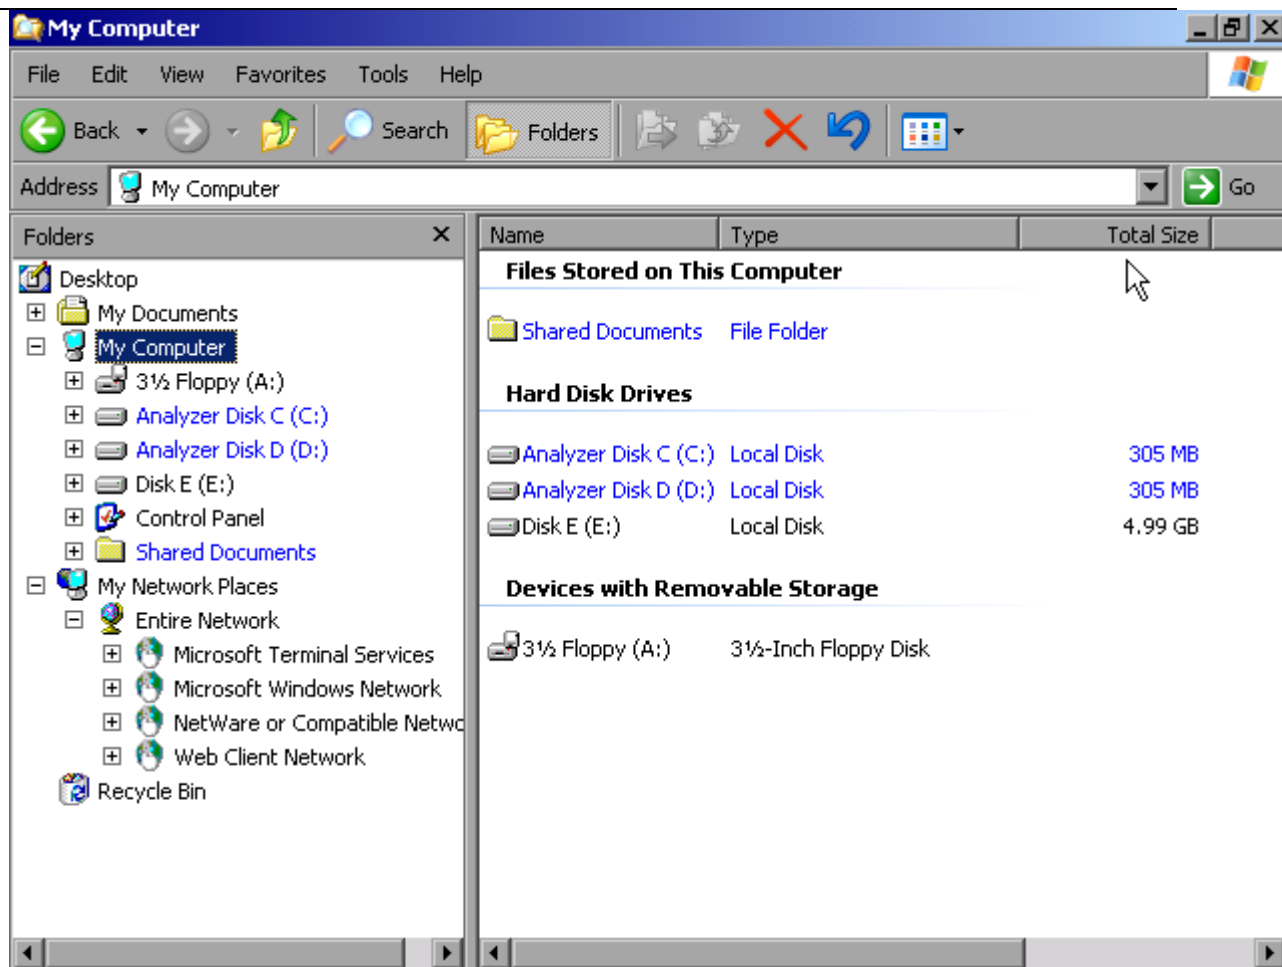 My Computer
File Edit View Favorites Tools Help
Back Search Folders
Address My Computer Go
Folders
Desktop
My Documents
My Computer
3½ Floppy (A:)
Analyzer Disk C (C:)
Analyzer Disk D (D:)
Disk E (E:)
Control Panel
Shared Documents
My Network Places
Entire Network
Microsoft Terminal Services
Microsoft Windows Network
NetWare or Compatible Netwo
Web Client Network
Recycle Bin
Name Type Total Size
Files Stored on This Computer
Shared Documents File Folder
Hard Disk Drives
Analyzer Disk C (C:) Local Disk 305 MB
Analyzer Disk D (D:) Local Disk 305 MB
Disk E (E:) Local Disk 4.99 GB
Devices with Removable Storage
3½ Floppy (A:) 3½-Inch Floppy Disk